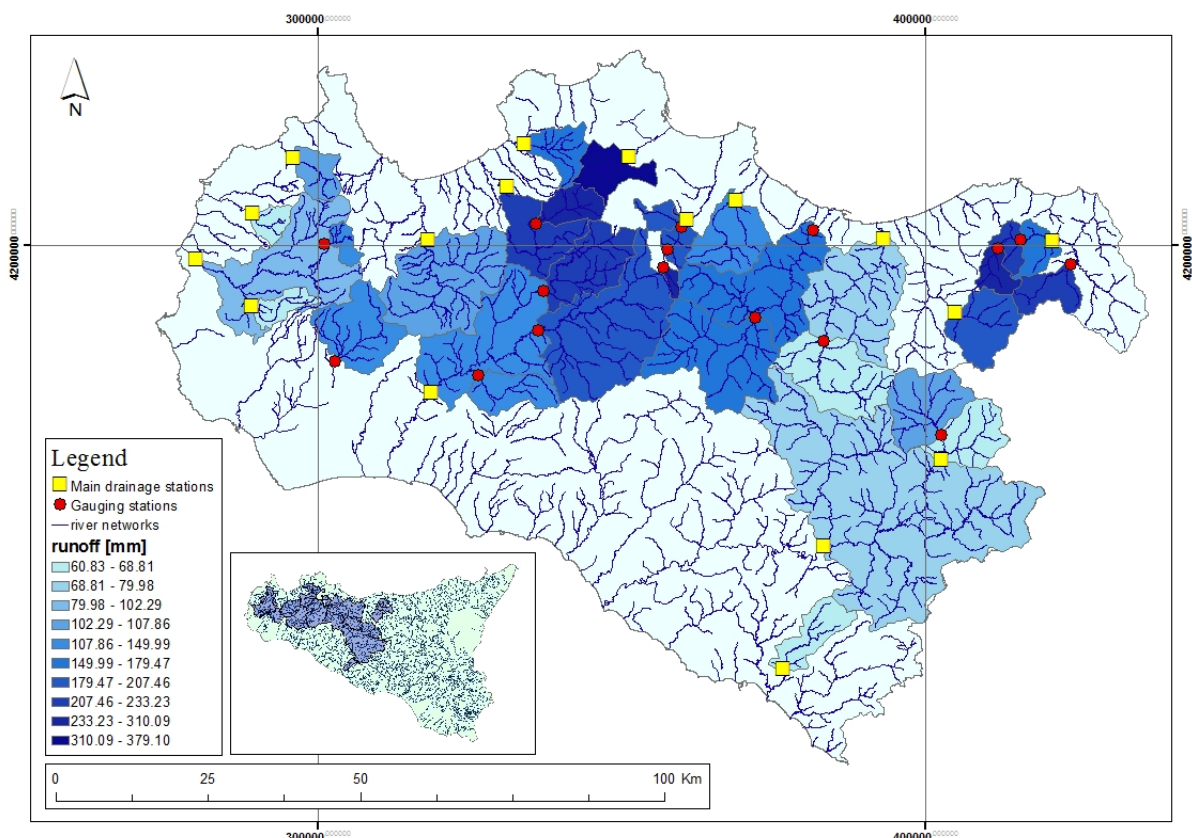 300000
400000
N
4200000
4200000
Legend
Main drainage stations
Gauging stations
river networks
runoff [mm]
60.83 - 68.81
68.81 - 79.98
79.98 - 102.29
102.29 - 107.86
107.86 - 149.99
149.99 - 179.47
179.47 - 207.46
207.46 - 233.23
233.23 - 310.09
310.09 - 379.10
0 25 50 100 Km
300000
400000